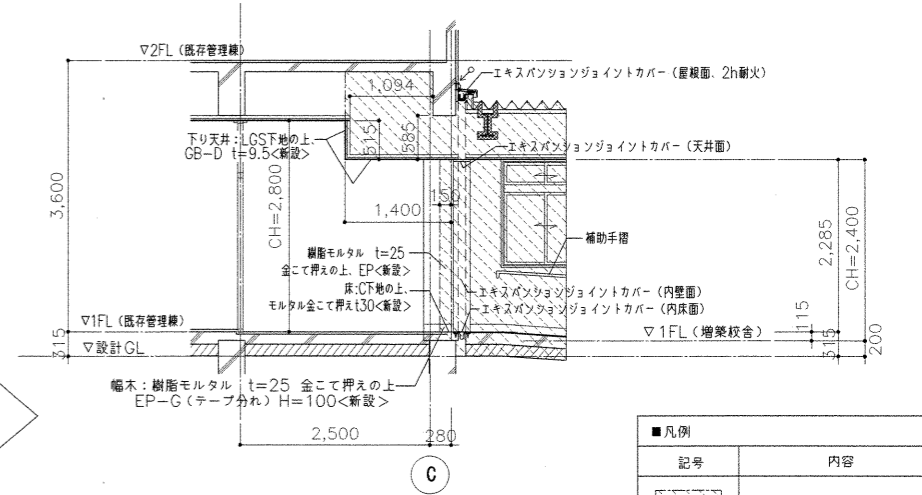 ▽2FL（既存管理棟）
エキスパンションジョイントカバー（屋根面、2h耐火）
1,094
515
585
下り天井：LGS下地の上、
GB-D t=9.5<新設>
エキスパンションジョイントカバー（天井面）
3,600
CH=2,800
150
1,400
2,285
CH=2,400
補助手摺
樹脂モルタル t=25
金こて押えの上、EP<新設>
床:C下地の上、
モルタル金こて押えt30<新設>
エキスパンションジョイントカバー（内壁面）
エキスパンションジョイントカバー（内床面）
▽1FL（既存管理棟）
▽1FL（増築校舎）
115
315
▽設計GL
315
200
幅木：樹脂モルタル t=25 金こて押えの上
EP-G（テープ分れ）H=100<新設>
2,500
280
C
■凡例
記号
内容